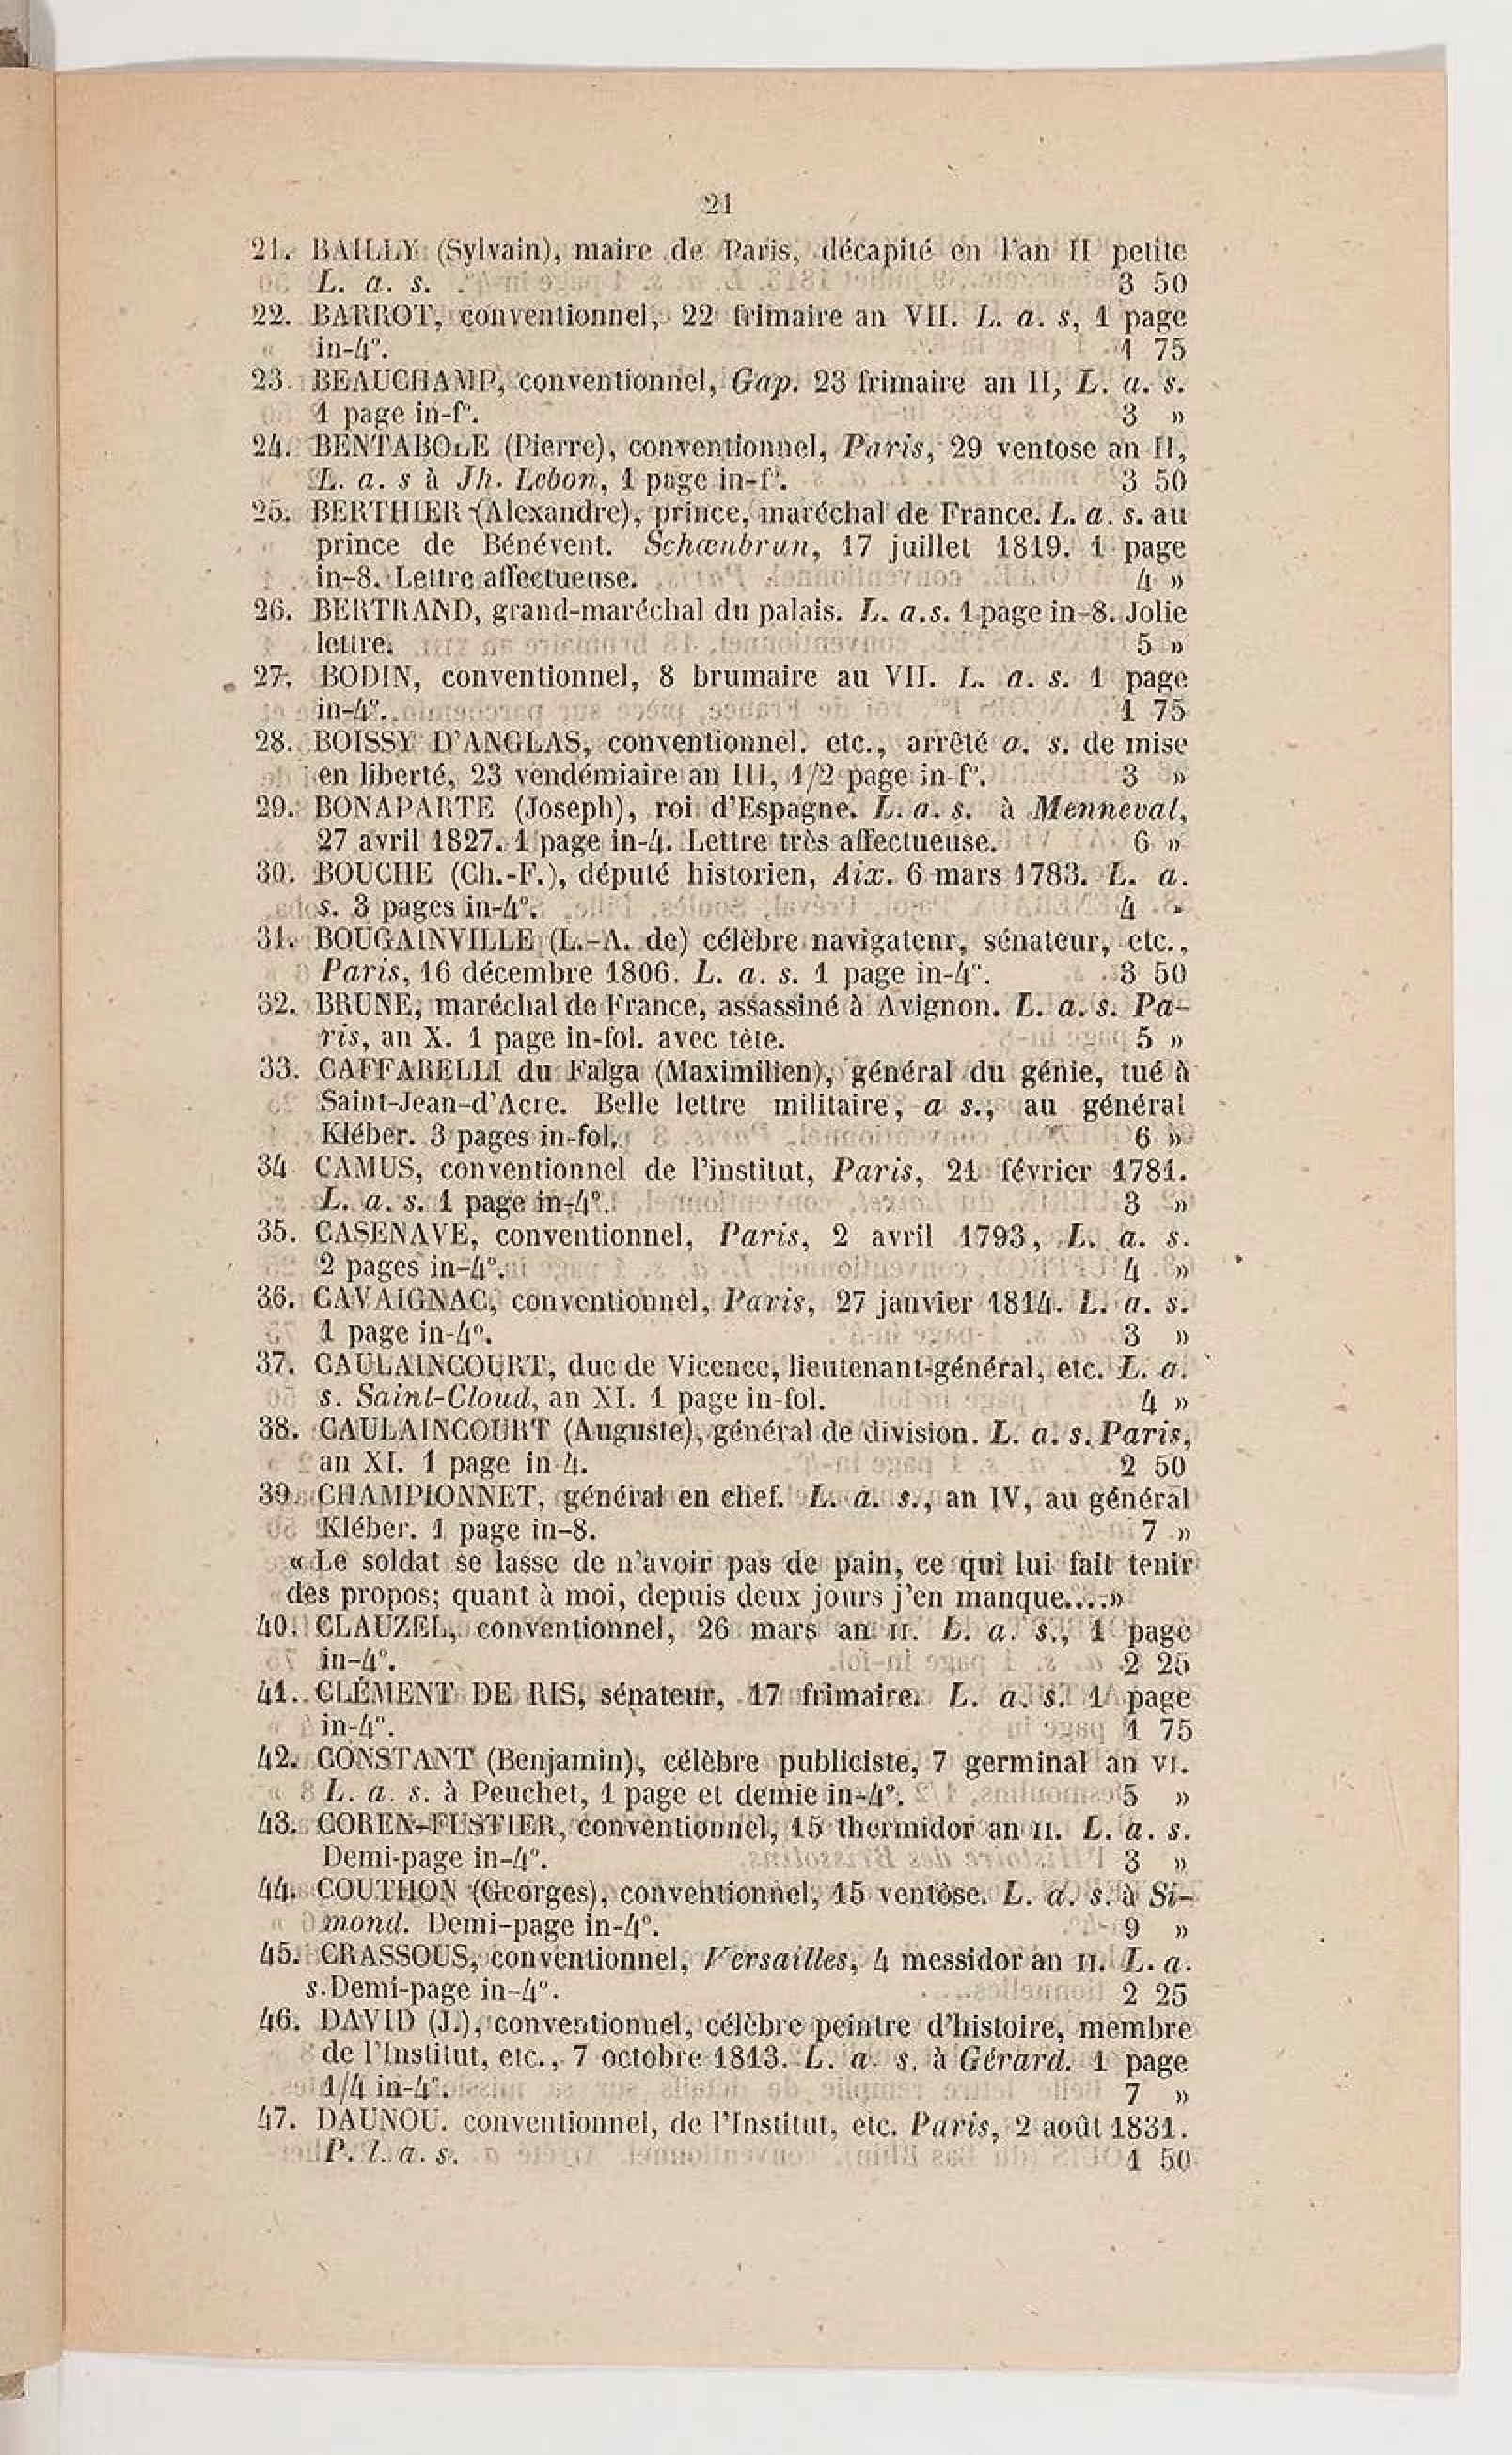 21
21. BAILLY (Sylvain), maire de Paris, décapité en l'an II petite
L. a. s. 3 50
22. BARROT, conventionnel, 22 frimaire an VII. L. a. s, 1 page
in-4°. 1 75
23. BEAUCHAMP, conventionnel, Gap. 23 frimaire an II, L. a. s.
1 page in-f°. 3 »
24. BENTABOLE (Pierre), conventionnel, Paris, 29 ventose an II,
L. a. s à Jh. Lebon, 1 page in-f°. 3 50
25. BERTHIER (Alexandre), prince, maréchal de France. L. a. s. au
prince de Bénévent. Schœnbrun, 17 juillet 1819. 1 page
in-8. Lettre affectueuse. 4 »
26. BERTRAND, grand-maréchal du palais. L. a.s. 1 page in-8. Jolie
lettre. 5 »
27. BODIN, conventionnel, 8 brumaire au VII. L. a. s. 1 page
in-4°. 1 75
28. BOISSY D'ANGLAS, conventionnel. etc., arrêté a. s. de mise
en liberté, 23 vendémiaire an III, 1/2 page in-f°. 3 »
29. BONAPARTE (Joseph), roi d'Espagne. L. a. s. à Menneval,
27 avril 1827. 1 page in-4. Lettre très affectueuse. 6 »
30. BOUCHE (Ch.-F.), député historien, Aix. 6 mars 1783. L. a.
s. 3 pages in-4°. 4 »
31. BOUGAINVILLE (L.-A. de) célèbre navigateur, sénateur, etc.,
Paris, 16 décembre 1806. L. a. s. 1 page in-4°. 3 50
32. BRUNE, maréchal de France, assassiné à Avignon. L. a. s. Pa-
ris, an X. 1 page in-fol. avec tête. 5 »
33. CAFFARELLI du Falga (Maximilien), général du génie, tué à
Saint-Jean-d'Acre. Belle lettre militaire, a s., au général
Kléber. 3 pages in-fol. 6 »
34 CAMUS, conventionnel de l'institut, Paris, 21 février 1781.
L. a. s. 1 page in-4°. 3 »
35. CASENAVE, conventionnel, Paris, 2 avril 1793, L. a. s.
2 pages in-4°. 4 »
36. CAVAIGNAC, conventionnel, Paris, 27 janvier 1814. L. a. s.
1 page in-4°. 3 »
37. CAULAINCOURT, duc de Vicence, lieutenant-général, etc. L. a.
s. Saint-Cloud, an XI. 1 page in-fol. 4 »
38. CAULAINCOURT (Auguste), général de division. L. a. s. Paris,
an XI. 1 page in-4. 2 50
39. CHAMPIONNET, général en chef. L. a. s., an IV, au général
Kléber. 1 page in-8. 7 »
« Le soldat se lasse de n'avoir pas de pain, ce qui lui fait tenir
des propos; quant à moi, depuis deux jours j'en manque....»
40. CLAUZEL, conventionnel, 26 mars an II. L. a. s., 1 page
in-4°. 2 25
41. CLÉMENT DE RIS, sénateur, 17 frimaire. L. a. s. 1 page
in-4°. 1 75
42. CONSTANT (Benjamin), célèbre publiciste, 7 germinal an VI.
L. a. s. à Peuchet, 1 page et demie in-4°. 5 »
43. COREN-FUSTIER, conventionnel, 15 thermidor an II. L. a. s.
Demi-page in-4°. 3 »
44. COUTHON (Georges), conventionnel, 15 ventôse. L. a. s. à Si-
mond. Demi-page in-4°. 9 »
45. CRASSOUS, conventionnel, Versailles, 4 messidor an II. L. a.
s. Demi-page in-4°. 2 25
46. DAVID (J.), conventionnel, célèbre peintre d'histoire, membre
de l'Institut, etc., 7 octobre 1813. L. a. s. à Gérard. 1 page
1/4 in-4°. 7 »
47. DAUNOU. conventionnel, de l'Institut, etc. Paris, 2 août 1831.
P. l. a. s. 1 50